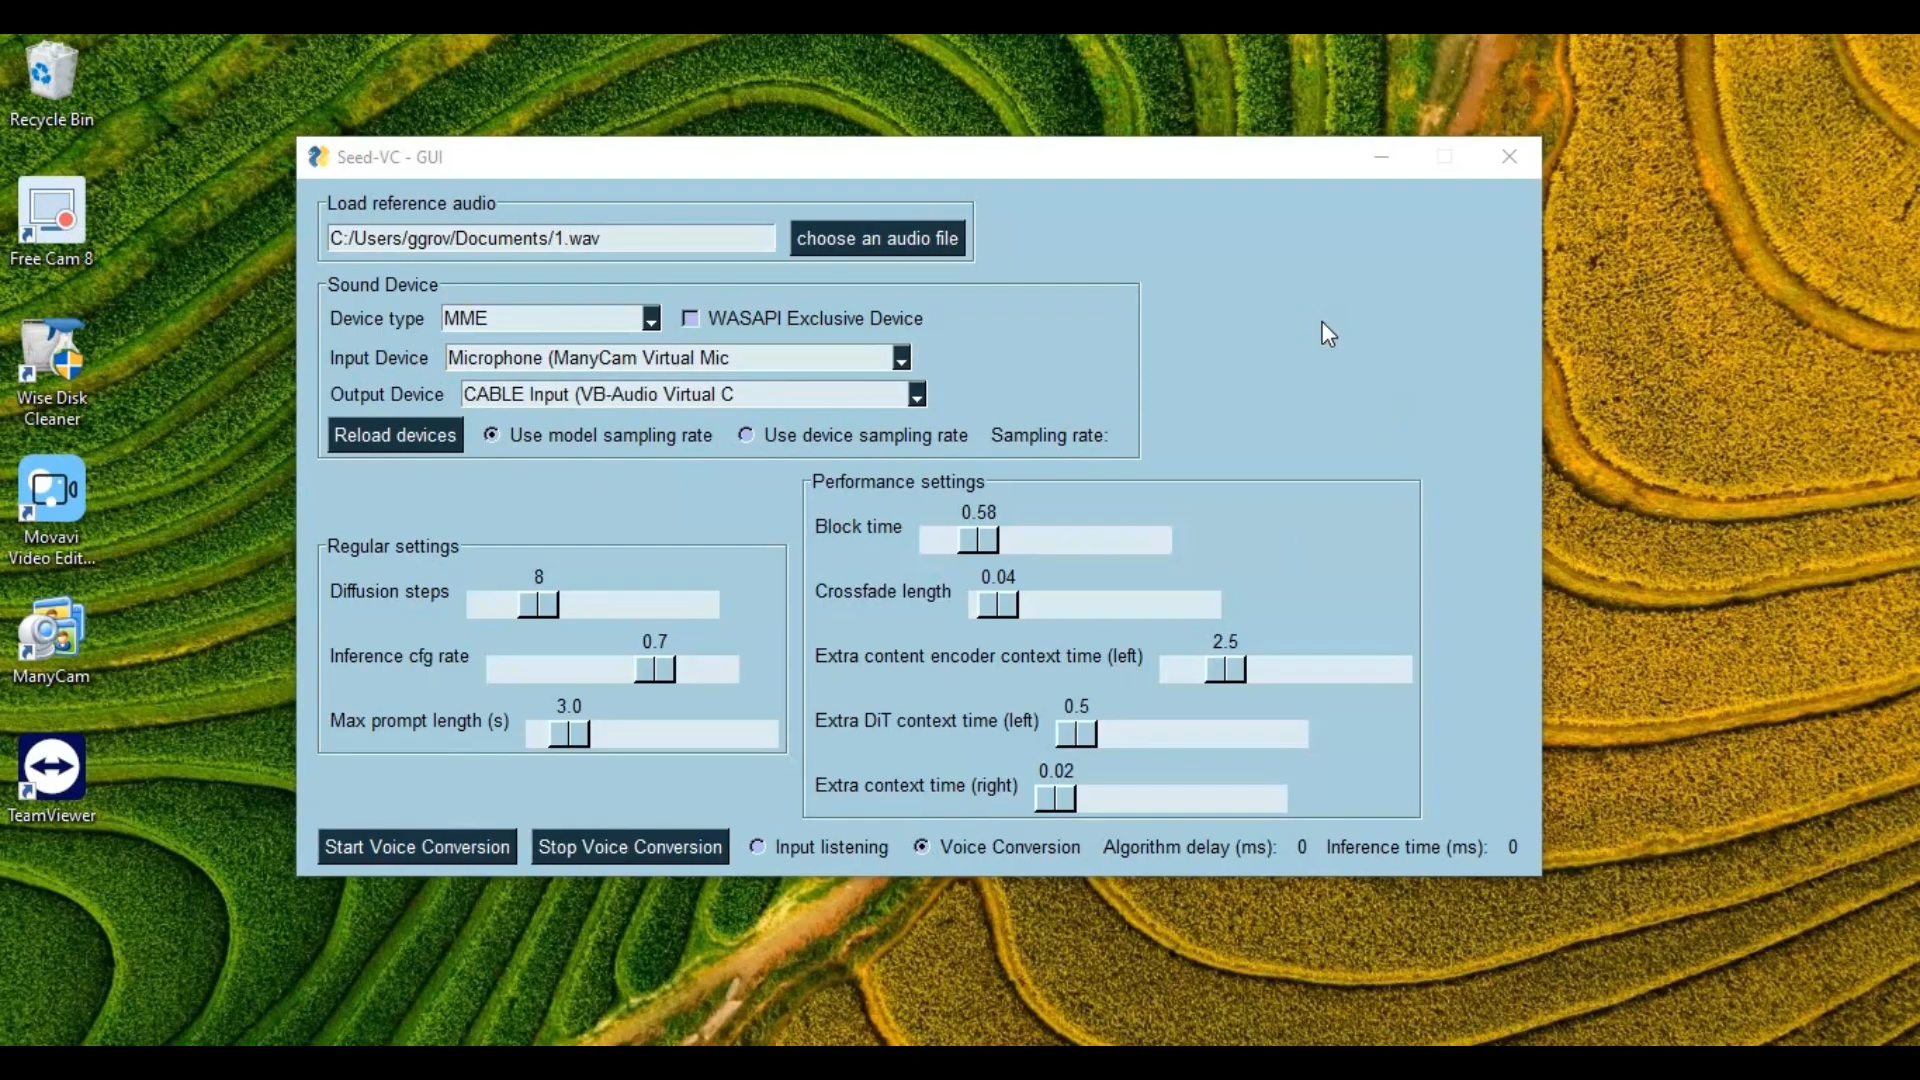 Recycle Bin
Free Cam 8
Wise Disk
Cleaner
Movavi
Video Edit...
ManyCam
TeamViewer
Seed-VC - GUI
Load reference audio
C:/Users/ggrov/Documents/1.wav
choose an audio file
Sound Device
Device type MME WASAPI Exclusive Device
Input Device Microphone (ManyCam Virtual Mic
Output Device CABLE Input (VB-Audio Virtual C
Reload devices Use model sampling rate Use device sampling rate Sampling rate:
Regular settings
8
Diffusion steps
0.7
Inference cfg rate
3.0
Max prompt length (s)
Performance settings
0.58
Block time
0.04
Crossfade length
2.5
Extra content encoder context time (left)
0.5
Extra DiT context time (left)
0.02
Extra context time (right)
Start Voice Conversion Stop Voice Conversion Input listening Voice Conversion Algorithm delay (ms): 0 Inference time (ms): 0